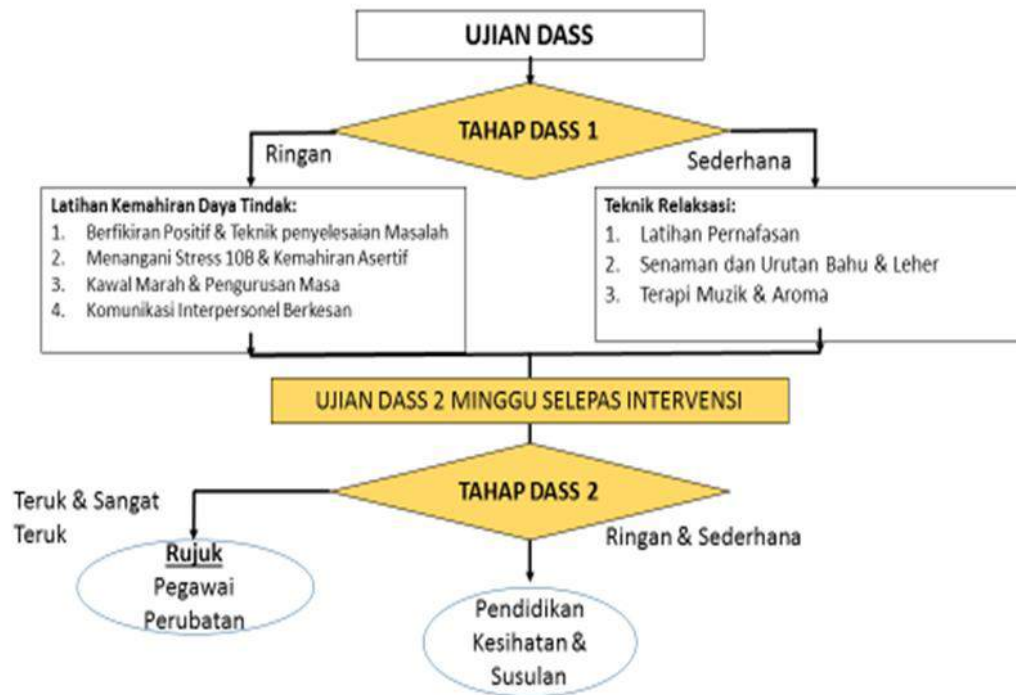 UJIAN DASS
TAHAP DASS 1
Ringan
Sederhana
Latihan Kemahiran Daya Tindak:
1. Berfikiran Positif & Teknik penyelesaian Masalah
2. Menangani Stress 10B & Kemahiran Asertif
3. Kawal Marah & Pengurusan Masa
4. Komunikasi Interpersonel Berkesan
Teknik Relaksasi:
1. Latihan Pernafasan
2. Senaman dan Urutan Bahu & Leher
3. Terapi Muzik & Aroma
UJIAN DASS 2 MINGGU SELEPAS INTERVENSI
TAHAP DASS 2
Teruk & Sangat
Teruk
Ringan & Sederhana
Rujuk
Pegawai
Perubatan
Pendidikan
Kesihatan &
Susulan